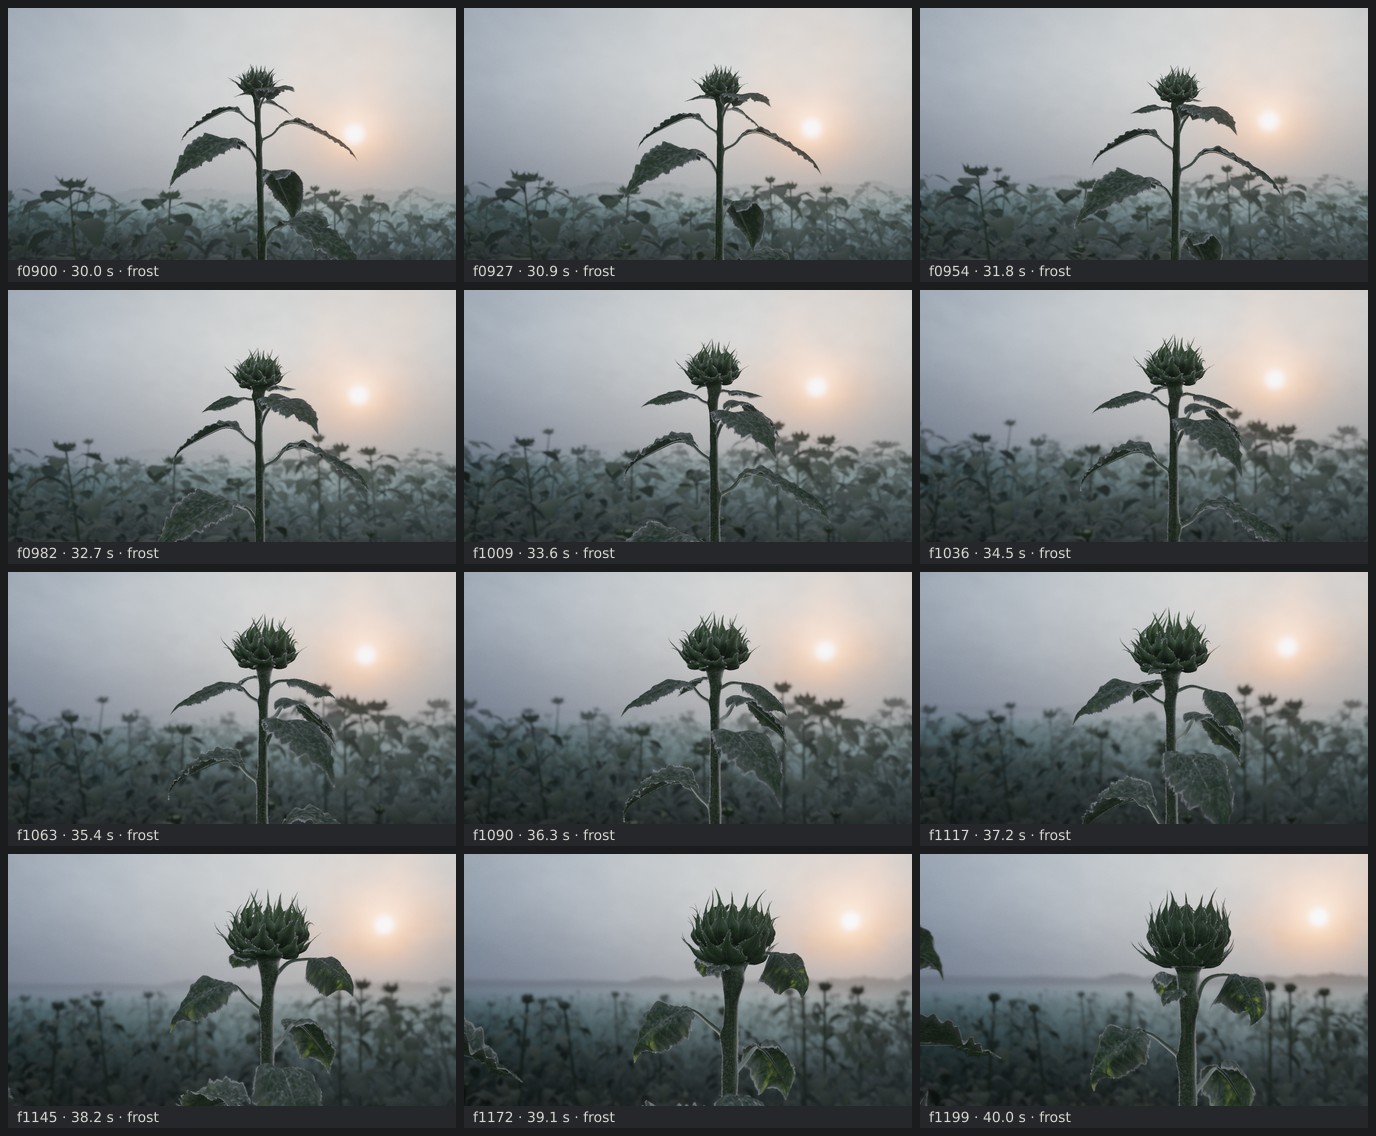 f0900 · 30.0 s · frost
f0927 · 30.9 s · frost
f0954 · 31.8 s · frost
f0982 · 32.7 s · frost
f1009 · 33.6 s · frost
f1036 · 34.5 s · frost
f1063 · 35.4 s · frost
f1090 · 36.3 s · frost
f1117 · 37.2 s · frost
f1145 · 38.2 s · frost
f1172 · 39.1 s · frost
f1199 · 40.0 s · frost